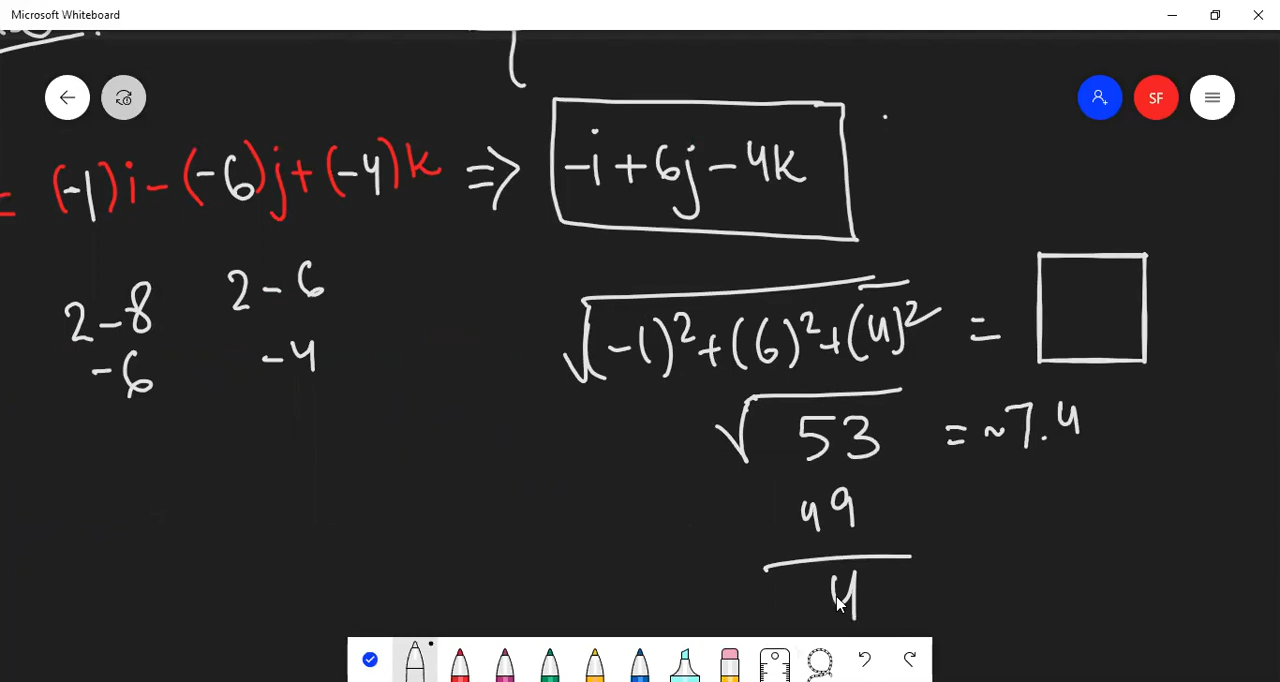 Microsoft Whiteboard
SF
= (-1)i-(-6)j+(-4)k => -i+6j-4k
2-8 2-6
-6 -4
√(-1)²+(6)²+(4)² =
√53 = ~7.4
49
4